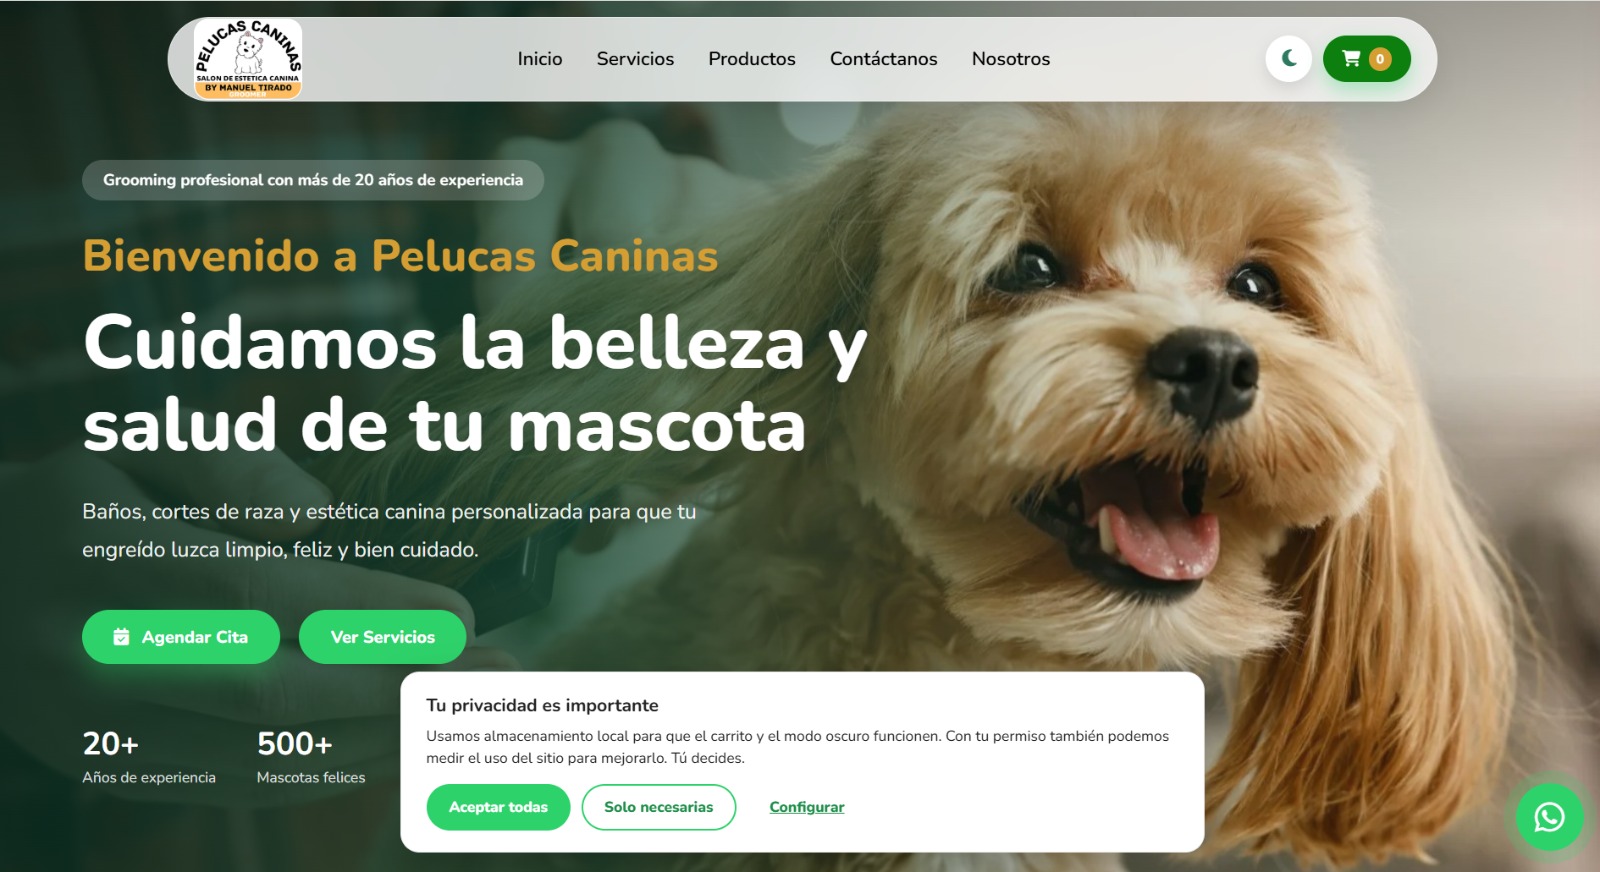 PELUCAS CANINAS
SALON DE ESTETICA CANINA
BY MANUEL TIRADO
GROOMER
Inicio
Servicios
Productos
Contáctanos
Nosotros
0
Grooming profesional con más de 20 años de experiencia
Bienvenido a Pelucas Caninas
Cuidamos la belleza y
salud de tu mascota
Baños, cortes de raza y estética canina personalizada para que tu
engreído luzca limpio, feliz y bien cuidado.
Agendar Cita
Ver Servicios
20+
Años de experiencia
500+
Mascotas felices
Tu privacidad es importante
Usamos almacenamiento local para que el carrito y el modo oscuro funcionen. Con tu permiso también podemos
medir el uso del sitio para mejorarlo. Tú decides.
Aceptar todas
Solo necesarias
Configurar